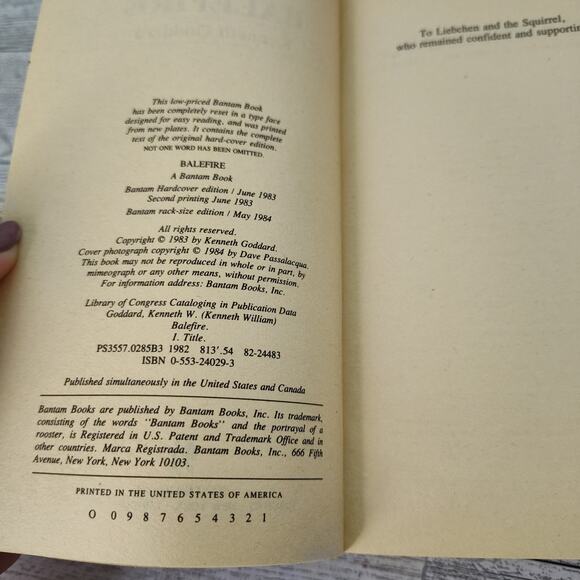 This low-priced Bantam Book
has been completely reset in a type face
designed for easy reading, and was printed
from new plates. It contains the complete
text of the original hard-cover edition.
NOT ONE WORD HAS BEEN OMITTED.
BALEFIRE
A Bantam Book
Bantam Hardcover edition / June 1983
Second printing June 1983
Bantam rack-size edition / May 1984
All rights reserved.
Copyright © 1983 by Kenneth Goddard.
Cover photograph copyright © 1984 by Dave Passalacqua.
This book may not be reproduced in whole or in part, by
mimeograph or any other means, without permission.
For information address: Bantam Books, Inc.
Library of Congress Cataloging in Publication Data
Goddard, Kenneth W. (Kenneth William)
Balefire.
I. Title.
PS3557.0285B3 1982 813'.54 82-24483
ISBN 0-553-24029-3
Published simultaneously in the United States and Canada
Bantam Books are published by Bantam Books, Inc. Its trademark,
consisting of the words "Bantam Books" and the portrayal of a
rooster, is Registered in U.S. Patent and Trademark Office and in
other countries. Marca Registrada. Bantam Books, Inc., 666 Fifth
Avenue, New York, New York 10103.
PRINTED IN THE UNITED STATES OF AMERICA
O 0 9 8 7 6 5 4 3 2 1
To Liebchen and the Squirrel,
who remained confident and supportin